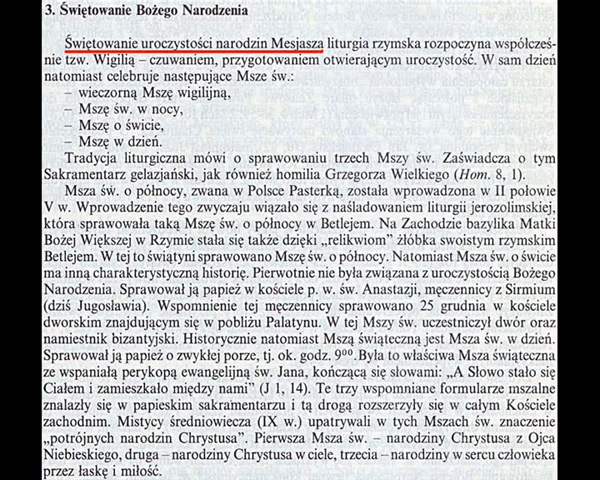 3. Świętowanie Bożego Narodzenia
Świętowanie uroczystości narodzin Mesjasza liturgia rzymska rozpoczyna współcześ-
nie tzw. Wigilią – czuwaniem, przygotowaniem otwierającym uroczystość. W sam dzień
natomiast celebruje następujące Msze św.:
– wieczorną Mszę wigilijną,
– Mszę św. w nocy,
– Mszę o świcie,
– Mszę w dzień.
Tradycja liturgiczna mówi o sprawowaniu trzech Mszy św. Zaświadcza o tym
Sakramentarz gelazjański, jak również homilia Grzegorza Wielkiego (Hom. 8, 1).
Msza św. o północy, zwana w Polsce Pasterką, została wprowadzona w II połowie
V w. Wprowadzenie tego zwyczaju wiązało się z naśladowaniem liturgii jerozolimskiej,
która sprawowała taką Mszę św. o północy w Betlejem. Na Zachodzie bazylika Matki
Bożej Większej w Rzymie stała się także dzięki „relikwiom” żłóbka swoistym rzymskim
Betlejem. W tej to świątyni sprawowano Mszę św. o północy. Natomiast Msza św. o świcie
ma inną charakterystyczną historię. Pierwotnie nie była związana z uroczystością Bożego
Narodzenia. Sprawował ją papież w kościele p. w. św. Anastazji, męczennicy z Sirmium
(dziś Jugosławia). Wspomnienie tej męczennicy sprawowano 25 grudnia w kościele
dworskim znajdującym się w pobliżu Palatynu. W tej Mszy św. uczestniczył dwór oraz
namiestnik bizantyjski. Historycznie natomiast Mszą świąteczną jest Msza św. w dzień.
Sprawował ją papież o zwykłej porze, tj. ok. godz. 9⁰⁰.Była to właściwa Msza świąteczna
ze wspaniałą perykopą ewangelijną św. Jana, kończącą się słowami: „A Słowo stało się
Ciałem i zamieszkało między nami” (J 1, 14). Te trzy wspomniane formularze mszalne
znalazły się w papieskim sakramentarzu i tą drogą rozszerzyły się w całym Kościele
zachodnim. Mistycy średniowiecza (IX w.) upatrywali w tych Mszach św. znaczenie
„potrójnych narodzin Chrystusa”. Pierwsza Msza św. – narodziny Chrystusa z Ojca
Niebieskiego, druga – narodziny Chrystusa w ciele, trzecia – narodziny w sercu człowieka
przez łaskę i miłość.